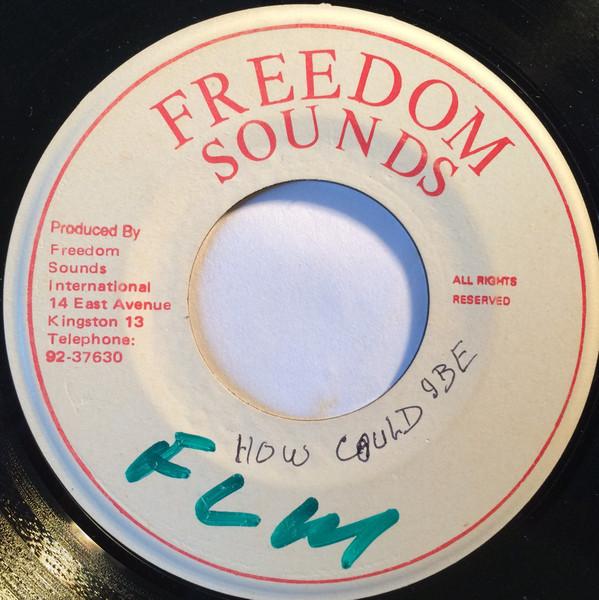 FREEDOM
SOUNDS
Produced By
Freedom
Sounds
International
14 East Avenue
Kingston 13
Telephone:
92-37630
ALL RIGHTS
RESERVED
HOW COULD I BE
FLM